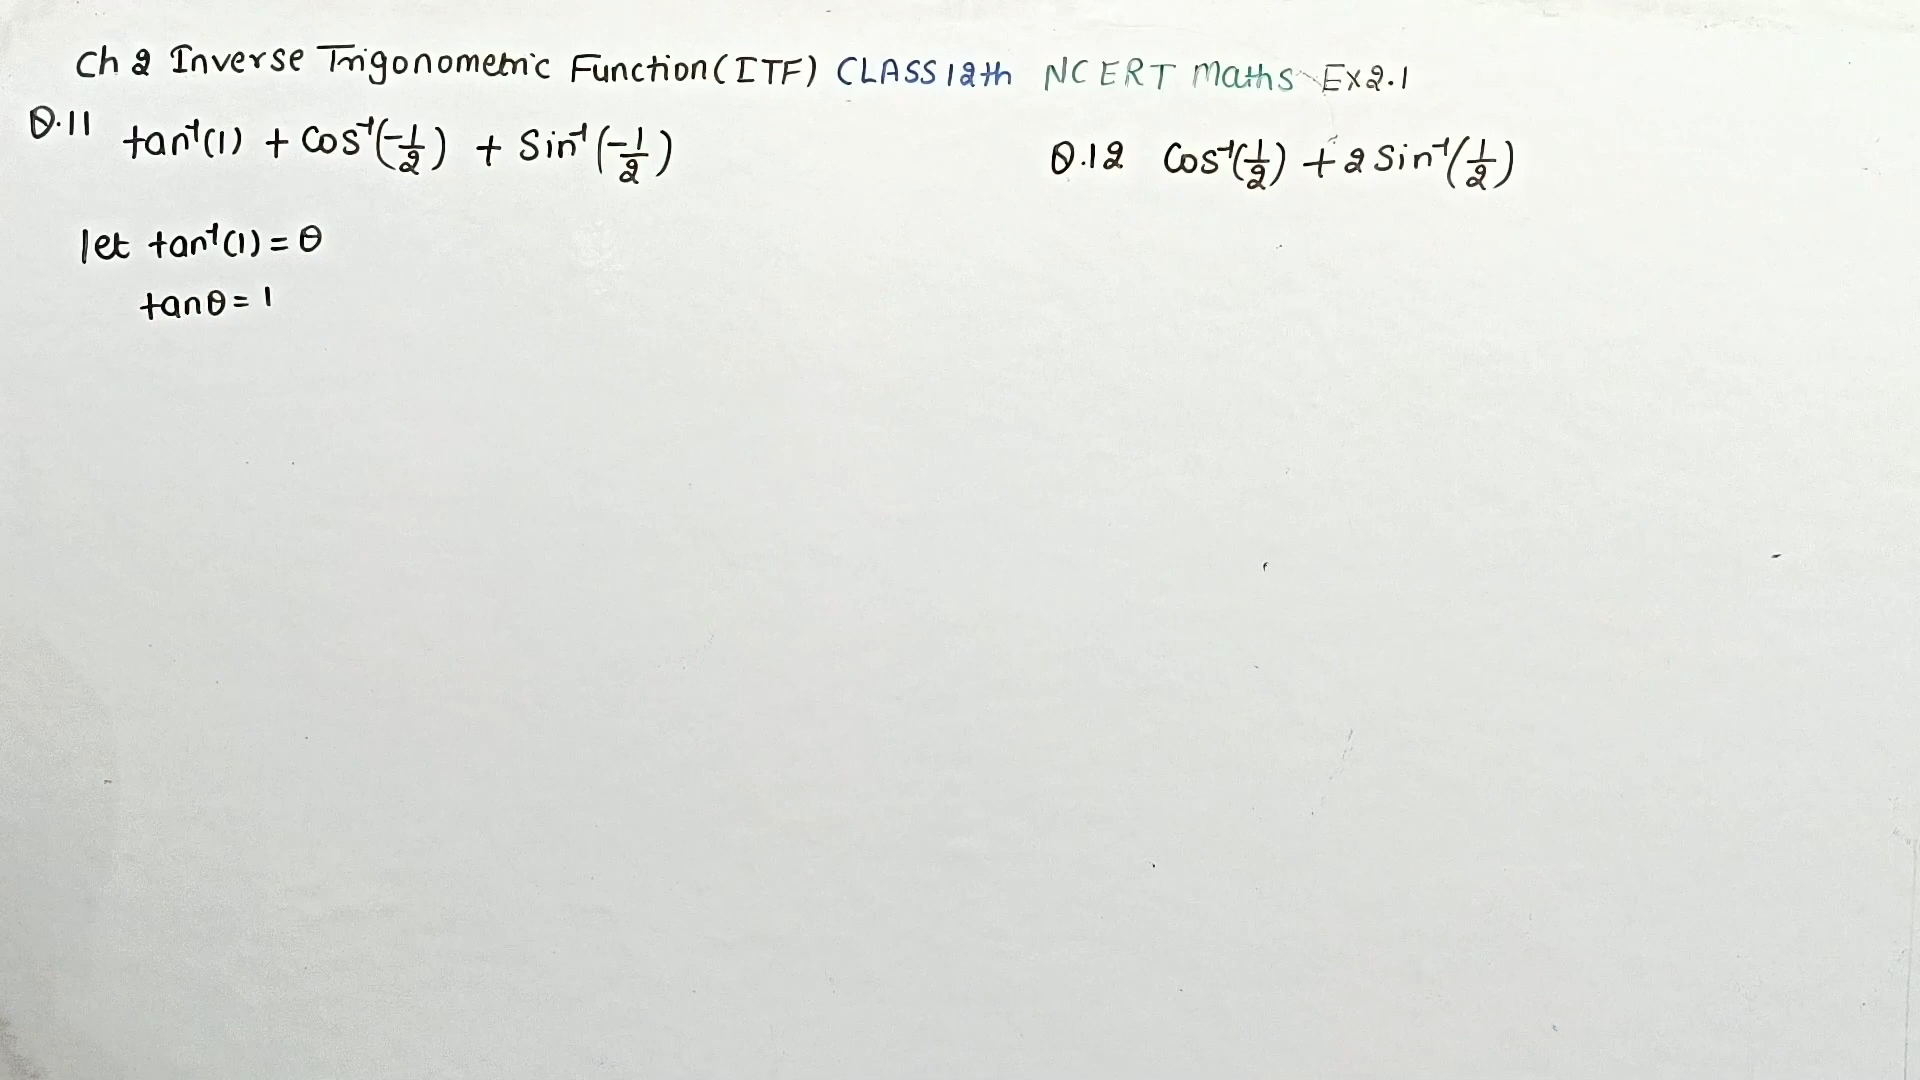 Ch 2 Inverse Trigonometric Function (ITF) CLASS 12th NCERT Maths Ex 2.1
Q.11 tan⁻¹(1) + Cos⁻¹(-1/2) + Sin⁻¹(-1/2)
let tan⁻¹(1) = θ
tanθ = 1
Q.12 Cos⁻¹(1/2) + 2 Sin⁻¹(1/2)